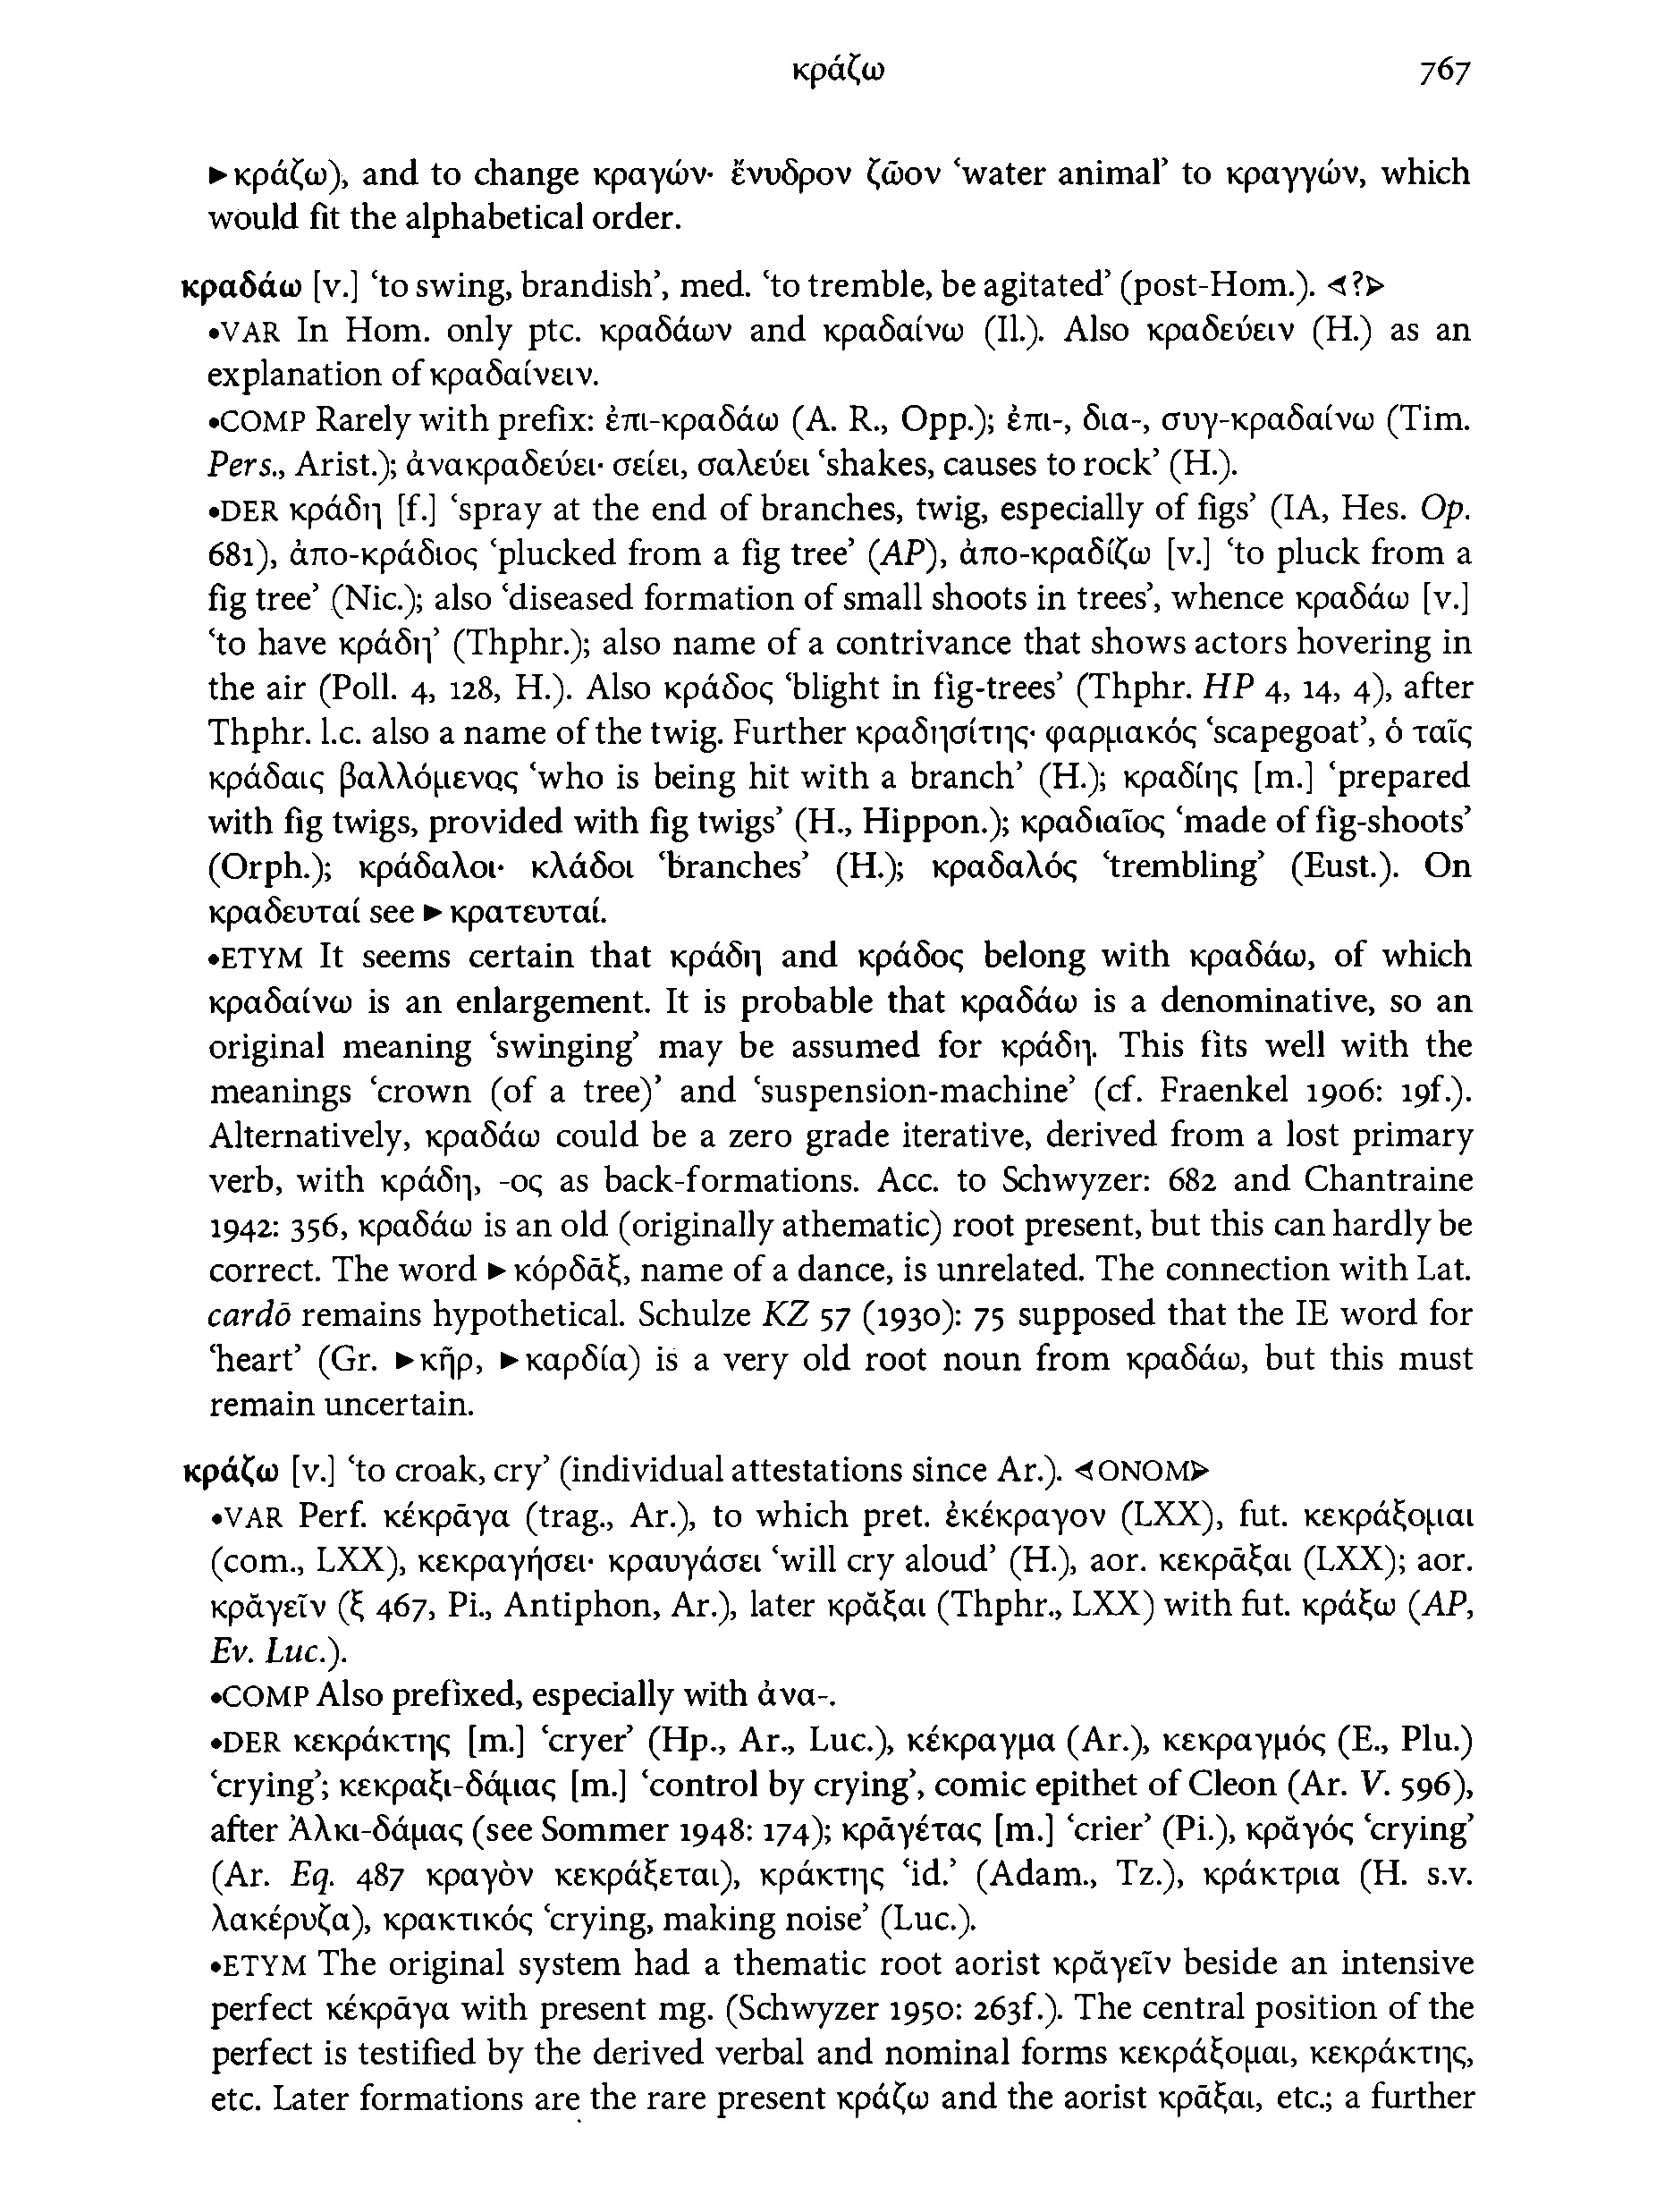 κράζω 767
►κράζω), and to change κραγών· ἔνυδρον ζῶον ‘water animal’ to κραγγών, which
would fit the alphabetical order.
κραδάω [v.] ‘to swing, brandish’, med. ‘to tremble, be agitated’ (post-Hom.). ⊲?⊳
•VAR In Hom. only ptc. κραδάων and κραδαίνω (Il.). Also κραδεύειν (H.) as an
explanation of κραδαίνειν.
•COMP Rarely with prefix: ἐπι-κραδάω (A. R., Opp.); ἐπι-, δια-, συγ-κραδαίνω (Tim.
Pers., Arist.); ἀνακραδεύει· σείει, σαλεύει ‘shakes, causes to rock’ (H.).
•DER κράδη [f.] ‘spray at the end of branches, twig, especially of figs’ (IA, Hes. Op.
681), ἀπο-κράδιος ‘plucked from a fig tree’ (AP), ἀπο-κραδίζω [v.] ‘to pluck from a
fig tree’ (Nic.); also ‘diseased formation of small shoots in trees’, whence κραδάω [v.]
‘to have κράδη’ (Thphr.); also name of a contrivance that shows actors hovering in
the air (Poll. 4, 128, H.). Also κράδος ‘blight in fig-trees’ (Thphr. HP 4, 14, 4), after
Thphr. l.c. also a name of the twig. Further κραδησίτης· φαρμακός ‘scapegoat’, ὁ ταῖς
κράδαις βαλλόμενος ‘who is being hit with a branch’ (H.); κραδίης [m.] ‘prepared
with fig twigs, provided with fig twigs’ (H., Hippon.); κραδιαῖος ‘made of fig-shoots’
(Orph.); κράδαλοι· κλάδοι ‘branches’ (H.); κραδαλός ‘trembling’ (Eust.). On
κραδευταί see ►κρατευταί.
•ETYM It seems certain that κράδη and κράδος belong with κραδάω, of which
κραδαίνω is an enlargement. It is probable that κραδάω is a denominative, so an
original meaning ‘swinging’ may be assumed for κράδη. This fits well with the
meanings ‘crown (of a tree)’ and ‘suspension-machine’ (cf. Fraenkel 1906: 19f.).
Alternatively, κραδάω could be a zero grade iterative, derived from a lost primary
verb, with κράδη, -ος as back-formations. Acc. to Schwyzer: 682 and Chantraine
1942: 356, κραδάω is an old (originally athematic) root present, but this can hardly be
correct. The word ►κόρδᾱξ, name of a dance, is unrelated. The connection with Lat.
cardō remains hypothetical. Schulze KZ 57 (1930): 75 supposed that the IE word for
‘heart’ (Gr. ►κῆρ, ►καρδία) is a very old root noun from κραδάω, but this must
remain uncertain.
κράζω [v.] ‘to croak, cry’ (individual attestations since Ar.). ⊲ONOM⊳
•VAR Perf. κέκρᾱγα (trag., Ar.), to which pret. ἐκέκραγον (LXX), fut. κεκράξομαι
(com., LXX), κεκραγήσει· κραυγάσει ‘will cry aloud’ (H.), aor. κεκρᾶξαι (LXX); aor.
κρᾰγεῖν (ξ 467, Pi., Antiphon, Ar.), later κρᾶξαι (Thphr., LXX) with fut. κράξω (AP,
Ev. Luc.).
•COMP Also prefixed, especially with ἀνα-.
•DER κεκράκτης [m.] ‘cryer’ (Hp., Ar., Luc.), κέκραγμα (Ar.), κεκραγμός (E., Plu.)
‘crying’; κεκραξι-δάμας [m.] ‘control by crying’, comic epithet of Cleon (Ar. V. 596),
after Ἀλκι-δάμας (see Sommer 1948: 174); κρᾱγέτας [m.] ‘crier’ (Pi.), κρᾱγός ‘crying’
(Ar. Eq. 487 κραγὸν κεκράξεται), κράκτης ‘id.’ (Adam., Tz.), κράκτρια (H. s.v.
λακέρυζα), κρακτικός ‘crying, making noise’ (Luc.).
•ETYM The original system had a thematic root aorist κρᾰγεῖν beside an intensive
perfect κέκρᾱγα with present mg. (Schwyzer 1950: 263f.). The central position of the
perfect is testified by the derived verbal and nominal forms κεκράξομαι, κεκράκτης,
etc. Later formations are the rare present κράζω and the aorist κρᾶξαι, etc.; a further